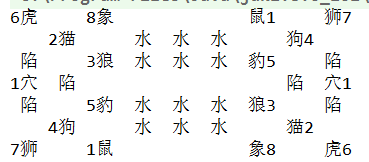 6虎 8象 鼠1 狮7
2猫 水 水 水 狗4
陷 3狼 水 水 水 豹5 陷
1穴 陷 陷 穴1
陷 5豹 水 水 水 狼3 陷
4狗 水 水 水 猫2
7狮 1鼠 象8 虎6